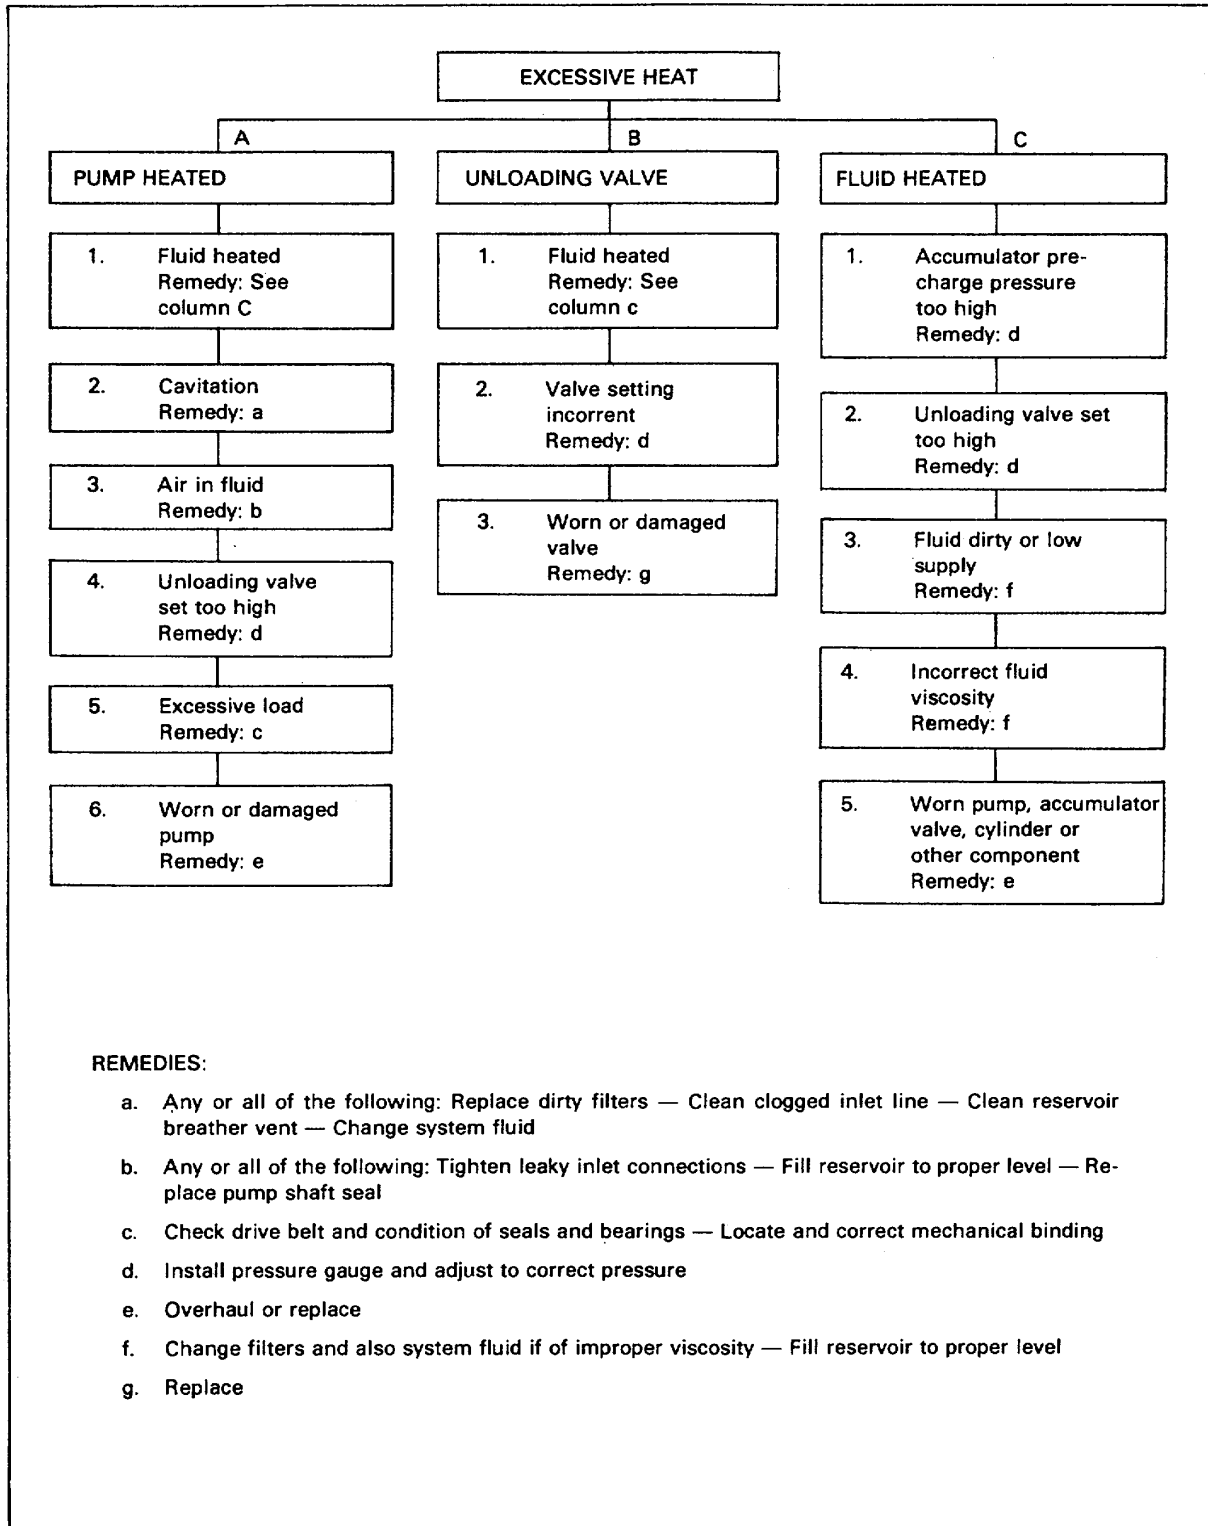 EXCESSIVE HEAT
A
PUMP HEATED
1. Fluid heated
Remedy: See
column C
2. Cavitation
Remedy: a
3. Air in fluid
Remedy: b
4. Unloading valve
set too high
Remedy: d
5. Excessive load
Remedy: c
6. Worn or damaged
pump
Remedy: e
B
UNLOADING VALVE
1. Fluid heated
Remedy: See
column c
2. Valve setting
incorrent
Remedy: d
3. Worn or damaged
valve
Remedy: g
C
FLUID HEATED
1. Accumulator pre-
charge pressure
too high
Remedy: d
2. Unloading valve set
too high
Remedy: d
3. Fluid dirty or low
supply
Remedy: f
4. Incorrect fluid
viscosity
Remedy: f
5. Worn pump, accumulator
valve, cylinder or
other component
Remedy: e
REMEDIES:
a. Any or all of the following: Replace dirty filters — Clean clogged inlet line — Clean reservoir
breather vent — Change system fluid
b. Any or all of the following: Tighten leaky inlet connections — Fill reservoir to proper level — Re-
place pump shaft seal
c. Check drive belt and condition of seals and bearings — Locate and correct mechanical binding
d. Install pressure gauge and adjust to correct pressure
e. Overhaul or replace
f. Change filters and also system fluid if of improper viscosity — Fill reservoir to proper level
g. Replace